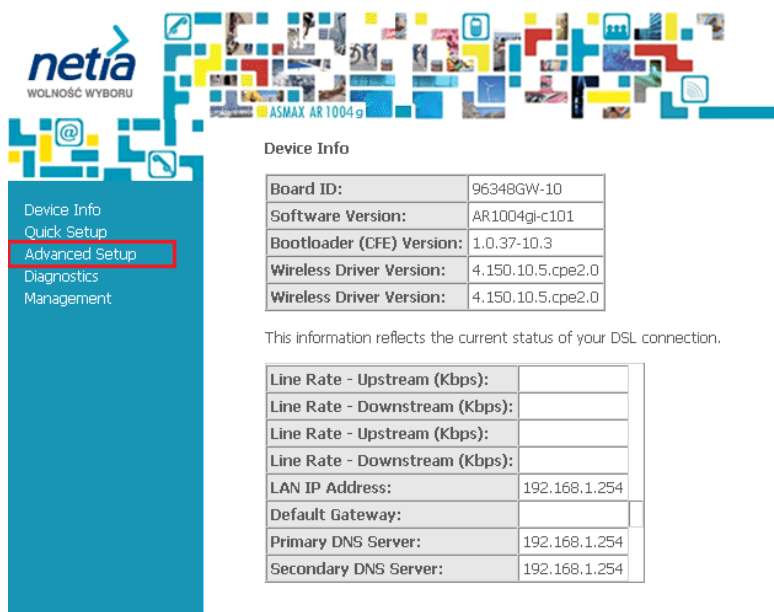 netia
WOLNOŚĆ WYBORU
ASMAX AR 1004 g
@
Device Info
Quick Setup
Advanced Setup
Diagnostics
Management
Device Info
Board ID: 96348GW-10
Software Version: AR1004gi-c101
Bootloader (CFE) Version: 1.0.37-10.3
Wireless Driver Version: 4.150.10.5.cpe2.0
Wireless Driver Version: 4.150.10.5.cpe2.0
This information reflects the current status of your DSL connection.
Line Rate - Upstream (Kbps):
Line Rate - Downstream (Kbps):
Line Rate - Upstream (Kbps):
Line Rate - Downstream (Kbps):
LAN IP Address: 192.168.1.254
Default Gateway:
Primary DNS Server: 192.168.1.254
Secondary DNS Server: 192.168.1.254